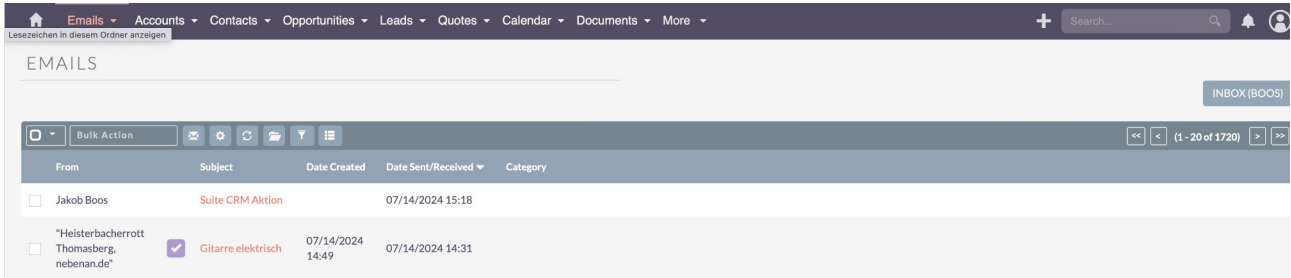 Emails Accounts Contacts Opportunities Leads Quotes Calendar Documents More Search...
Lesezeichen in diesem Ordner anzeigen
EMAILS
INBOX (BOOS)
Bulk Action << < (1 - 20 of 1720) > >>
From Subject Date Created Date Sent/Received Category
Jakob Boos Suite CRM Aktion 07/14/2024 15:18
"Heisterbacherrott
Thomasberg,
nebenan.de"
Gitarre elektrisch
07/14/2024
14:49
07/14/2024 14:31